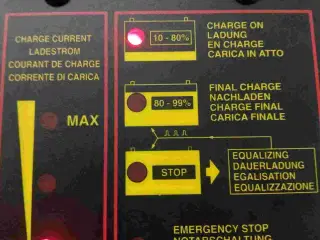 CHARGE CURRENT
LADESTROM
COURANT DE CHARGE
CORRENTE DI CARICA
MAX
10 - 80%
CHARGE ON
LADUNG
EN CHARGE
CARICA IN ATTO
80 - 99%
FINAL CHARGE
NACHLADEN
CHARGE FINAL
CARICA FINALE
STOP
EQUALIZING
DAUERLADUNG
EGALISATION
EQUALIZZAZIONE
EMERGENCY STOP
NOTABSCHALTUNG